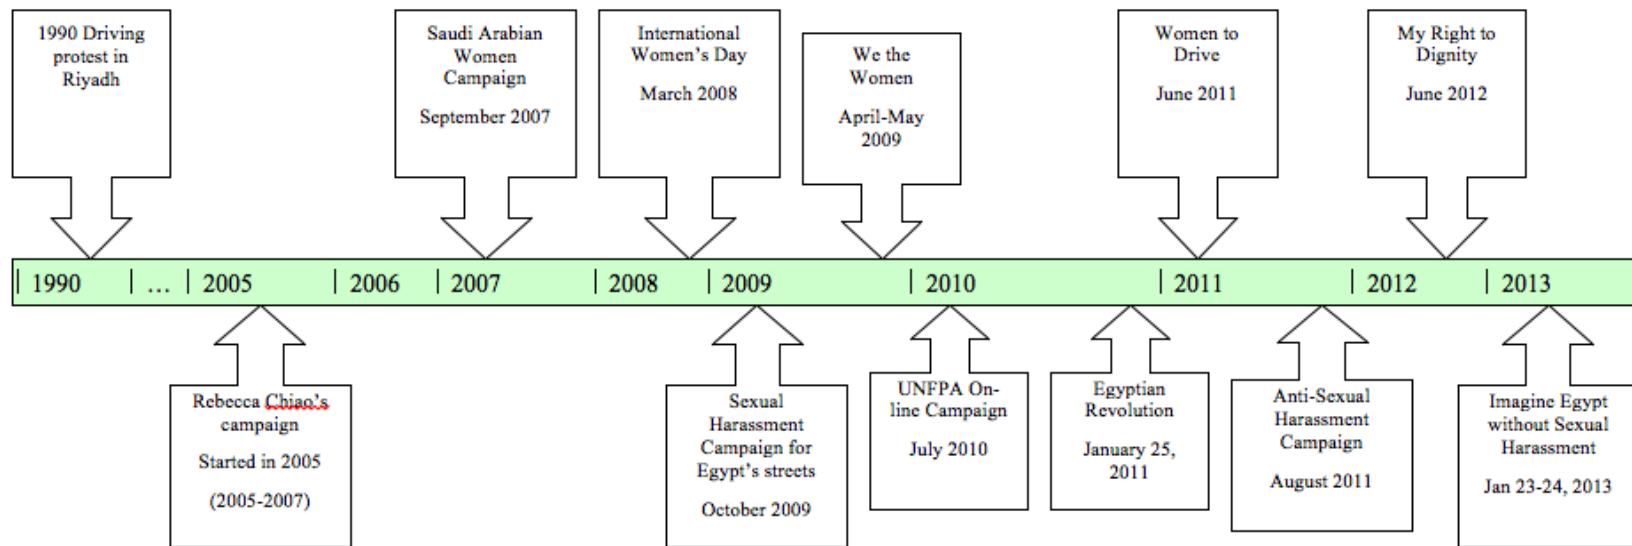 1990 Driving
protest in
Riyadh
Saudi Arabian
Women
Campaign
September 2007
International
Women's Day
March 2008
We the
Women
April-May
2009
Women to
Drive
June 2011
My Right to
Dignity
June 2012
| 1990 | ... | 2005 | 2006 | 2007 | 2008 | 2009 | 2010 | 2011 | 2012 | 2013
Rebecca Chiao's
campaign
Started in 2005
(2005-2007)
Sexual
Harassment
Campaign for
Egypt's streets
October 2009
UNFPA On-
line Campaign
July 2010
Egyptian
Revolution
January 25,
2011
Anti-Sexual
Harassment
Campaign
August 2011
Imagine Egypt
without Sexual
Harassment
Jan 23-24, 2013